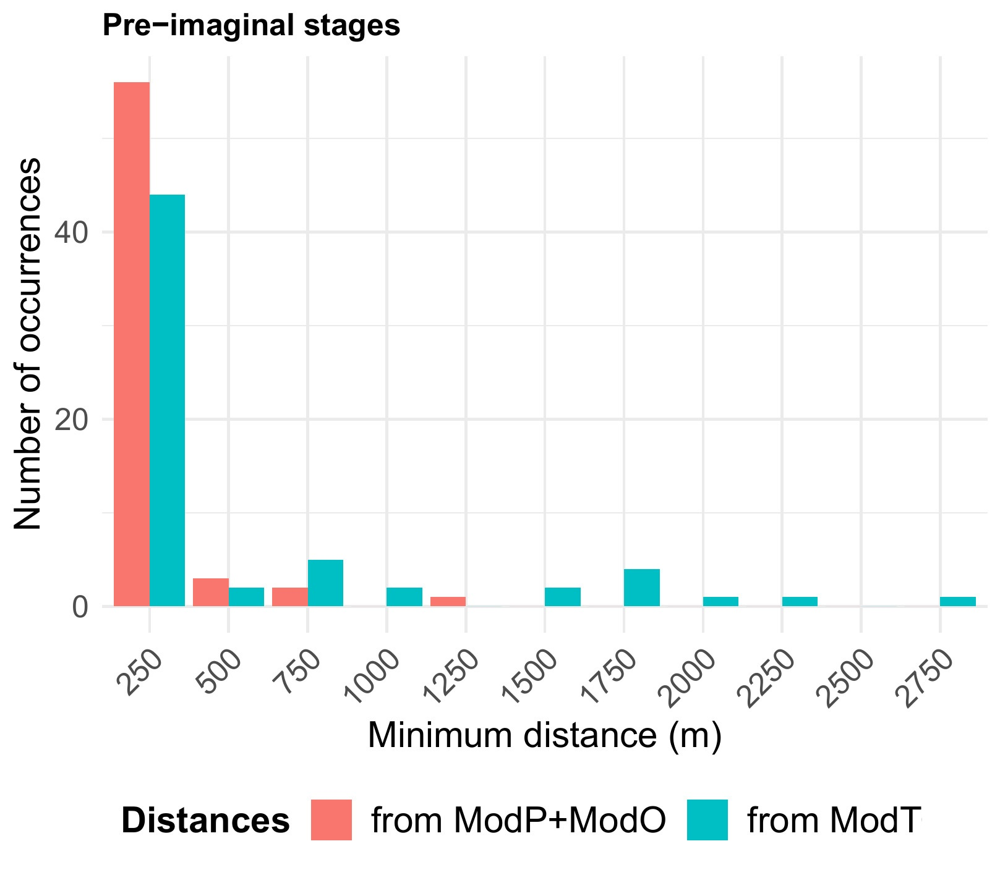 Pre−imaginal stages
Number of occurrences
40
20
0
250 500 750 1000 1250 1500 1750 2000 2250 2500 2750
Minimum distance (m)
Distances from ModP+ModO from ModT